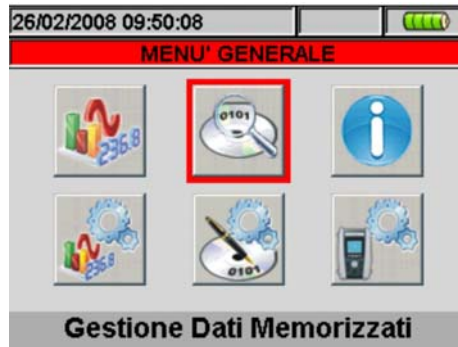 26/02/2008 09:50:08
MENU' GENERALE
236.8
0101
236.8
0101
Gestione Dati Memorizzati